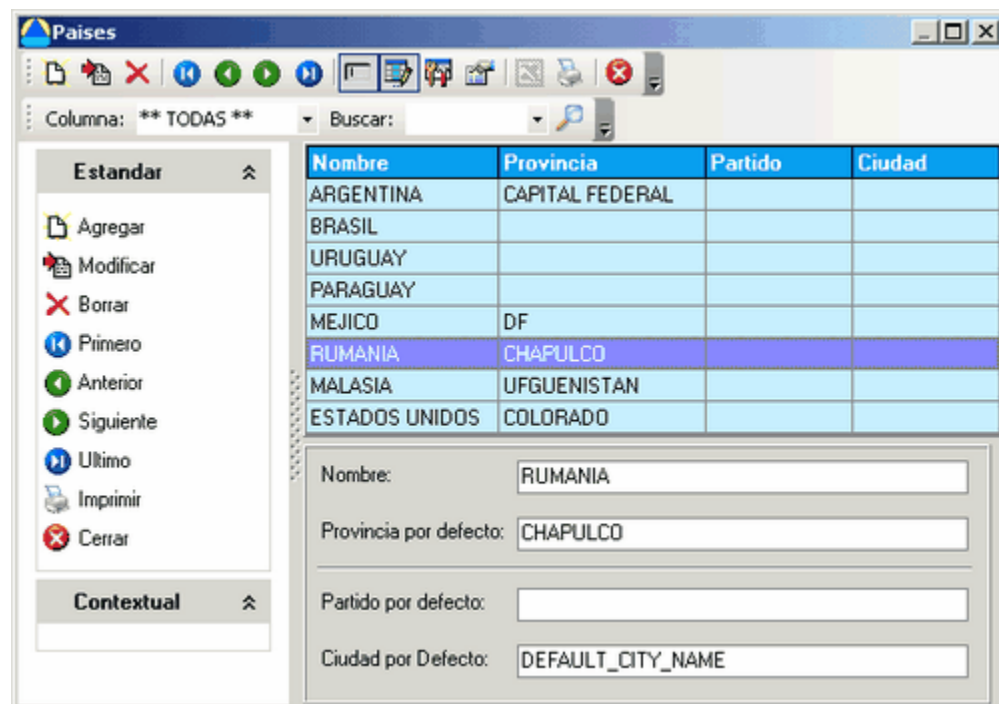 Paises
Columna: ** TODAS ** Buscar:
Estandar
Agregar
Modificar
Borrar
Primero
Anterior
Siguiente
Ultimo
Imprimir
Cerrar
Contextual
Nombre Provincia Partido Ciudad
ARGENTINA CAPITAL FEDERAL
BRASIL
URUGUAY
PARAGUAY
MEJICO DF
RUMANIA CHAPULCO
MALASIA UFGUENISTAN
ESTADOS UNIDOS COLORADO
Nombre: RUMANIA
Provincia por defecto: CHAPULCO
Partido por defecto:
Ciudad por Defecto: DEFAULT_CITY_NAME